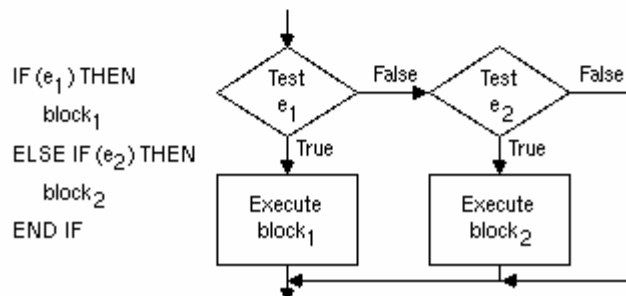 IF (e1) THEN
block1
ELSE IF (e2) THEN
block2
END IF
Test
e1
False
Test
e2
False
True
True
Execute
block1
Execute
block2